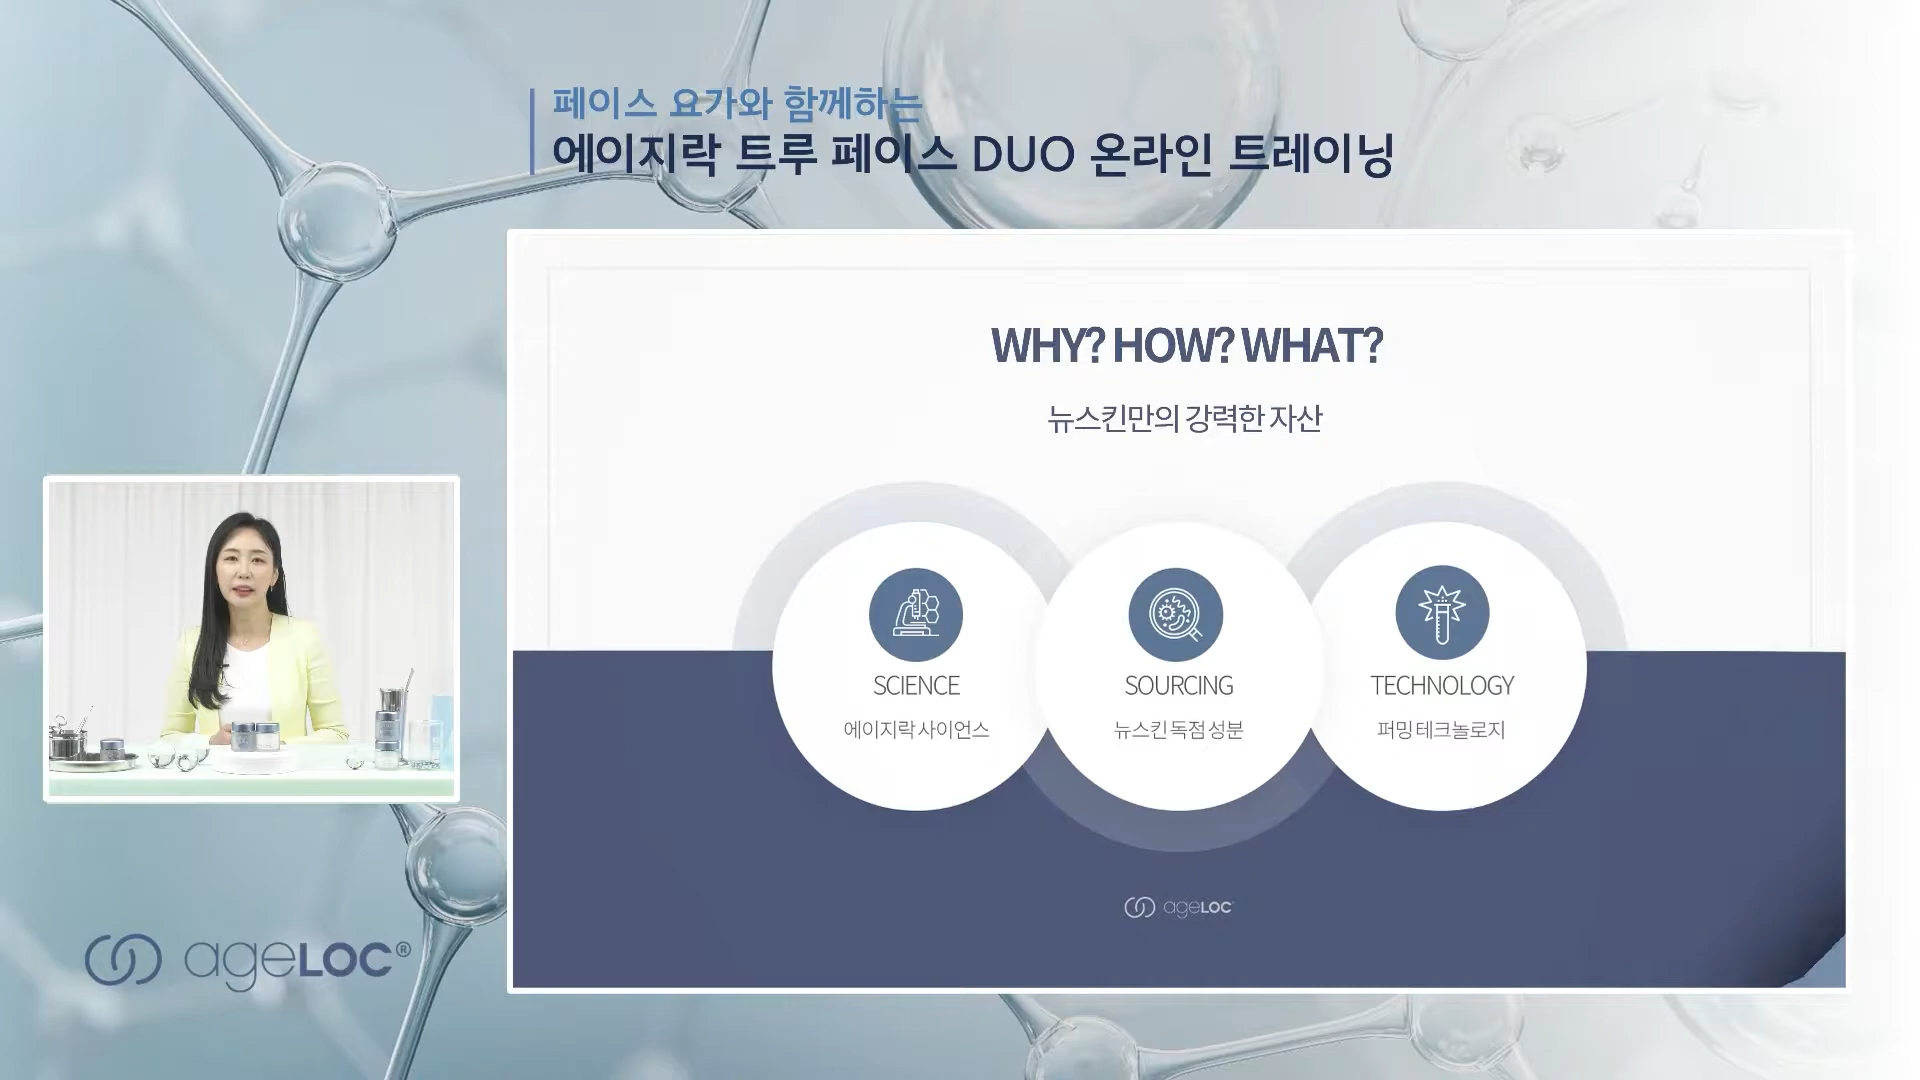 페이스 요가와 함께하는
에이지락 트루 페이스 DUO 온라인 트레이닝
WHY? HOW? WHAT?
뉴스킨만의 강력한 자산
SCIENCE
에이지락 사이언스
SOURCING
뉴스킨 독점 성분
TECHNOLOGY
퍼밍 테크놀로지
ageLOC
ageLOC®